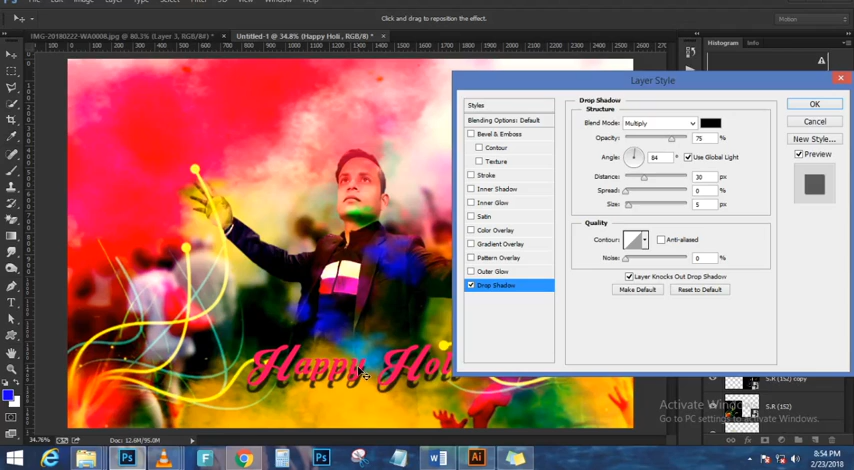 Click and drag to reposition the effect.
Motion
IMG-20180222-WA0008.jpg @ 80.3% (Layer 3, RGB/8#) * ×
Untitled-1 @ 34.8% (Happy Holi , RGB/8) * ×
Histogram Info
Layer Style
Styles
Blending Options: Default
Bevel & Emboss
Contour
Texture
Stroke
Inner Shadow
Inner Glow
Satin
Color Overlay
Gradient Overlay
Pattern Overlay
Outer Glow
Drop Shadow
Drop Shadow
Structure
Blend Mode: Multiply
Opacity: 75 %
Angle: 84 ° Use Global Light
Distance: 30 px
Spread: 0 %
Size: 5 px
Quality
Contour: Anti-aliased
Noise: 0 %
Layer Knocks Out Drop Shadow
Make Default Reset to Default
OK
Cancel
New Style...
Preview
Happy Holi
S.R (152) copy
S.R (152)
Activate Windows
Go to PC settings to activate Windows.
34.76% Doc: 12.6M/95.0M
8:54 PM
2/23/2018